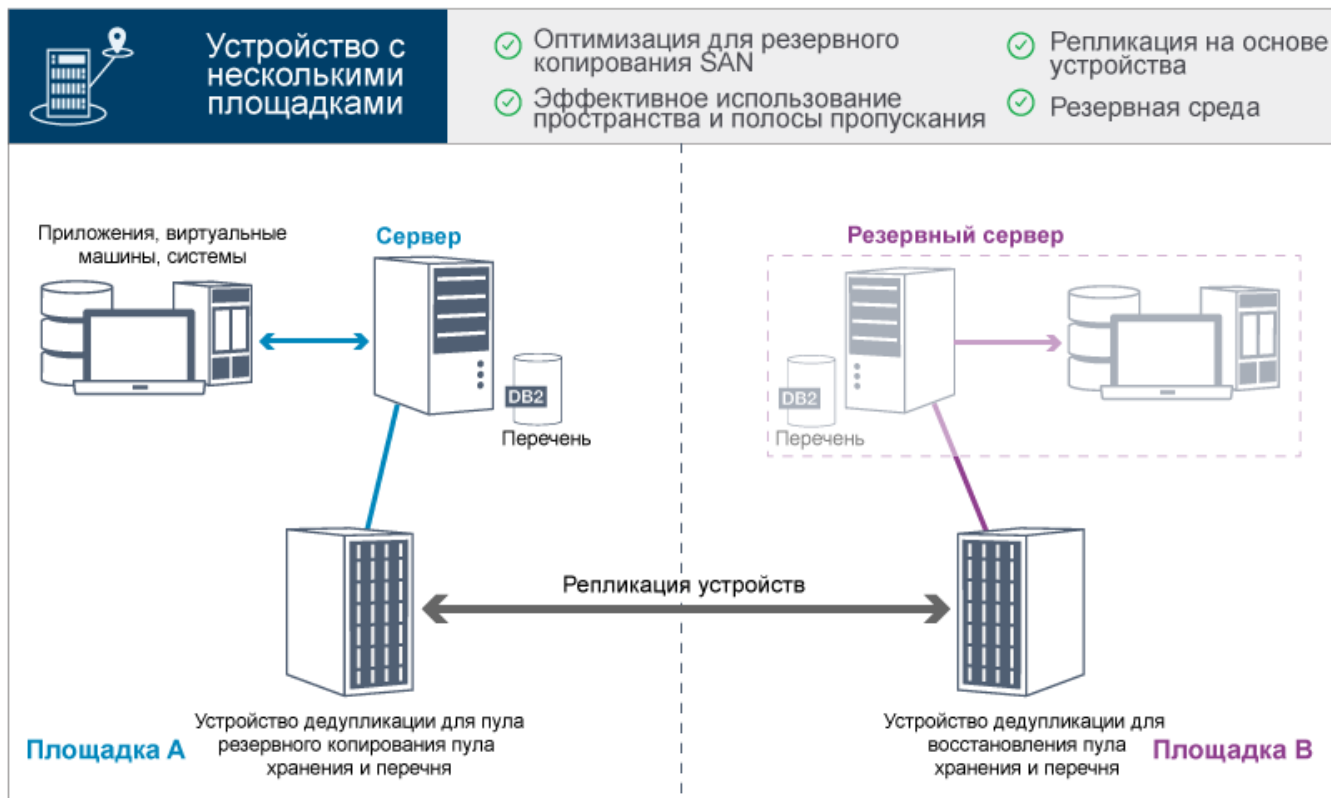 Устройство с
несколькими
площадками
Оптимизация для резервного
копирования SAN
Эффективное использование
пространства и полосы пропускания
Репликация на основе
устройства
Резервная среда
Приложения, виртуальные
машины, системы
Сервер
DB2
Перечень
Резервный сервер
DB2
Перечень
Репликация устройств
Устройство дедупликации для пула
резервного копирования пула
хранения и перечня
Площадка A
Устройство дедупликации для
восстановления пула
хранения и перечня
Площадка B